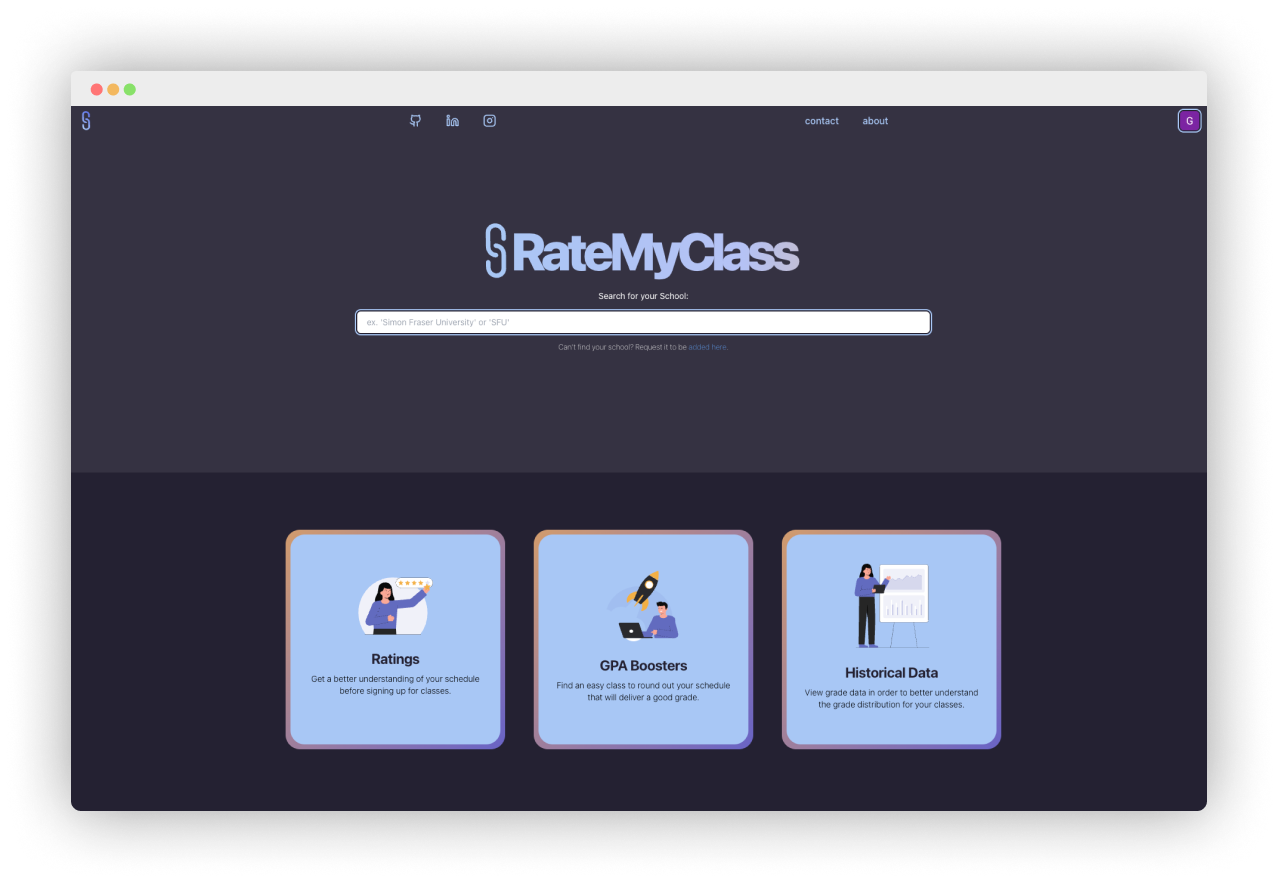 contact about G
RateMyClass
Search for your School:
ex. 'Simon Fraser University' or 'SFU'
Can't find your school? Request it to be added here.
Ratings
Get a better understanding of your schedule
before signing up for classes.
GPA Boosters
Find an easy class to round out your schedule
that will deliver a good grade.
Historical Data
View grade data in order to better understand
the grade distribution for your classes.